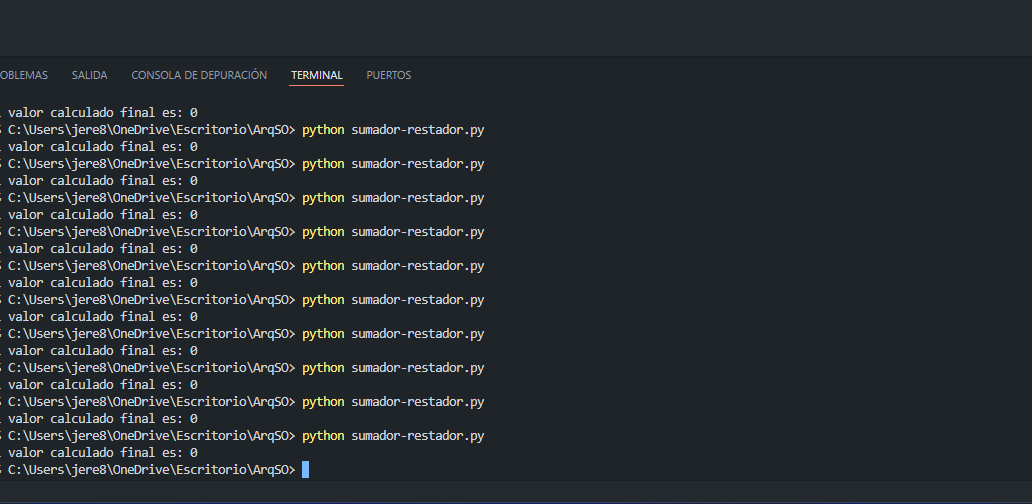 OBLEMAS SALIDA CONSOLA DE DEPURACIÓN TERMINAL PUERTOS
valor calculado final es: 0
C:\Users\jere8\OneDrive\Escritorio\ArqSO> python sumador-restador.py
valor calculado final es: 0
C:\Users\jere8\OneDrive\Escritorio\ArqSO> python sumador-restador.py
valor calculado final es: 0
C:\Users\jere8\OneDrive\Escritorio\ArqSO> python sumador-restador.py
valor calculado final es: 0
C:\Users\jere8\OneDrive\Escritorio\ArqSO> python sumador-restador.py
valor calculado final es: 0
C:\Users\jere8\OneDrive\Escritorio\ArqSO> python sumador-restador.py
valor calculado final es: 0
C:\Users\jere8\OneDrive\Escritorio\ArqSO> python sumador-restador.py
valor calculado final es: 0
C:\Users\jere8\OneDrive\Escritorio\ArqSO> python sumador-restador.py
valor calculado final es: 0
C:\Users\jere8\OneDrive\Escritorio\ArqSO> python sumador-restador.py
valor calculado final es: 0
C:\Users\jere8\OneDrive\Escritorio\ArqSO> python sumador-restador.py
valor calculado final es: 0
C:\Users\jere8\OneDrive\Escritorio\ArqSO> python sumador-restador.py
valor calculado final es: 0
C:\Users\jere8\OneDrive\Escritorio\ArqSO>